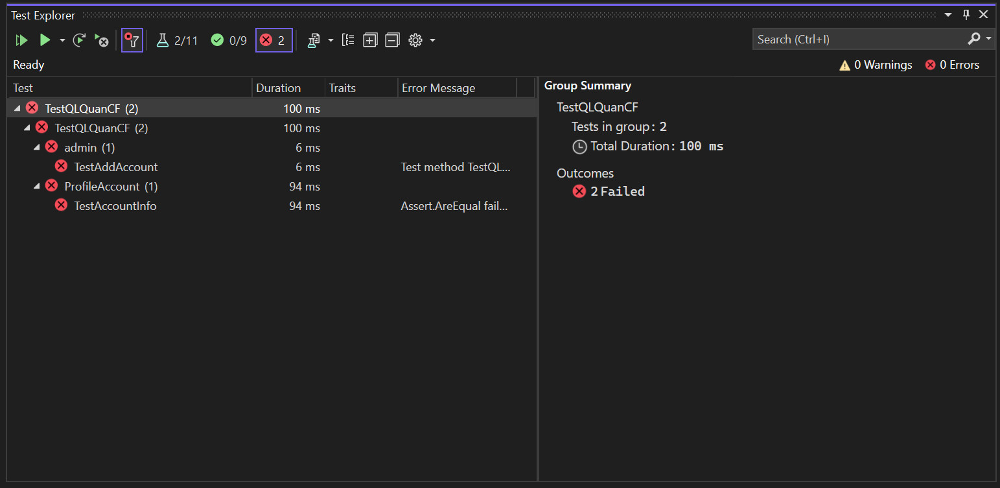 Test Explorer
2/11 0/9 2
Search (Ctrl+I)
Ready
0 Warnings 0 Errors
Test Duration Traits Error Message
TestQLQuanCF (2) 100 ms
TestQLQuanCF (2) 100 ms
admin (1) 6 ms
TestAddAccount 6 ms Test method TestQL...
ProfileAccount (1) 94 ms
TestAccountInfo 94 ms Assert.AreEqual fail...
Group Summary
TestQLQuanCF
Tests in group: 2
Total Duration: 100 ms
Outcomes
2 Failed